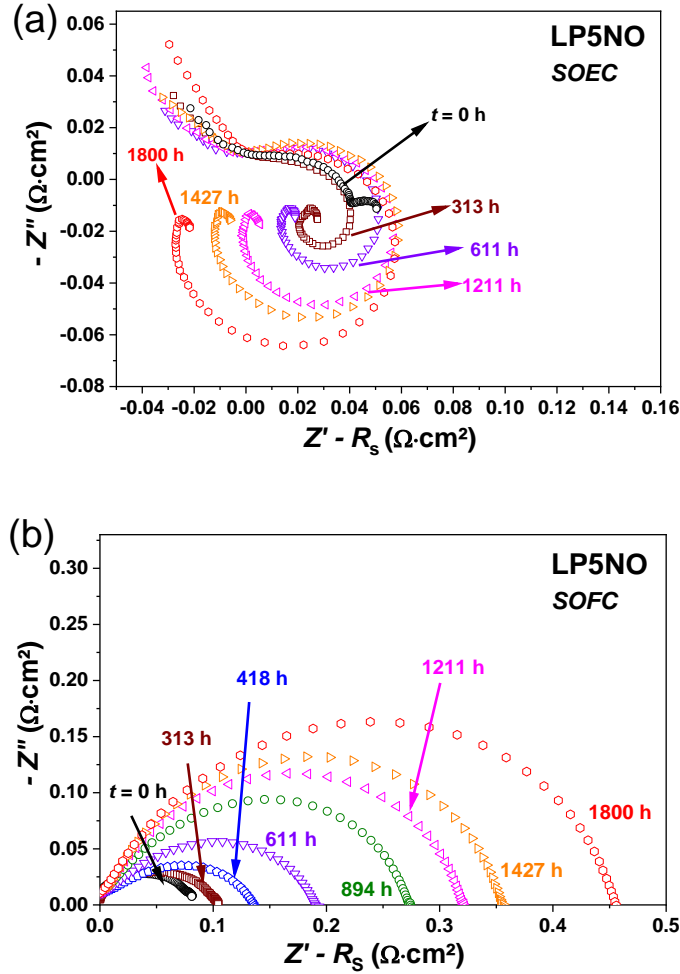 (a)
LP5NO
SOEC
t = 0 h
1800 h
1427 h
313 h
611 h
1211 h
0.06
0.04
0.02
0.00
-0.02
-0.04
-0.06
-0.08
- Z″ (Ω·cm²)
-0.04 -0.02 0.00 0.02 0.04 0.06 0.08 0.10 0.12 0.14 0.16
Z′ - Rs (Ω·cm²)
(b)
LP5NO
SOFC
1211 h
418 h
313 h
t = 0 h
611 h
894 h
1427 h
1800 h
0.30
0.25
0.20
0.15
0.10
0.05
0.00
- Z″ (Ω·cm²)
0.0 0.1 0.2 0.3 0.4 0.5
Z′ - RS (Ω·cm²)